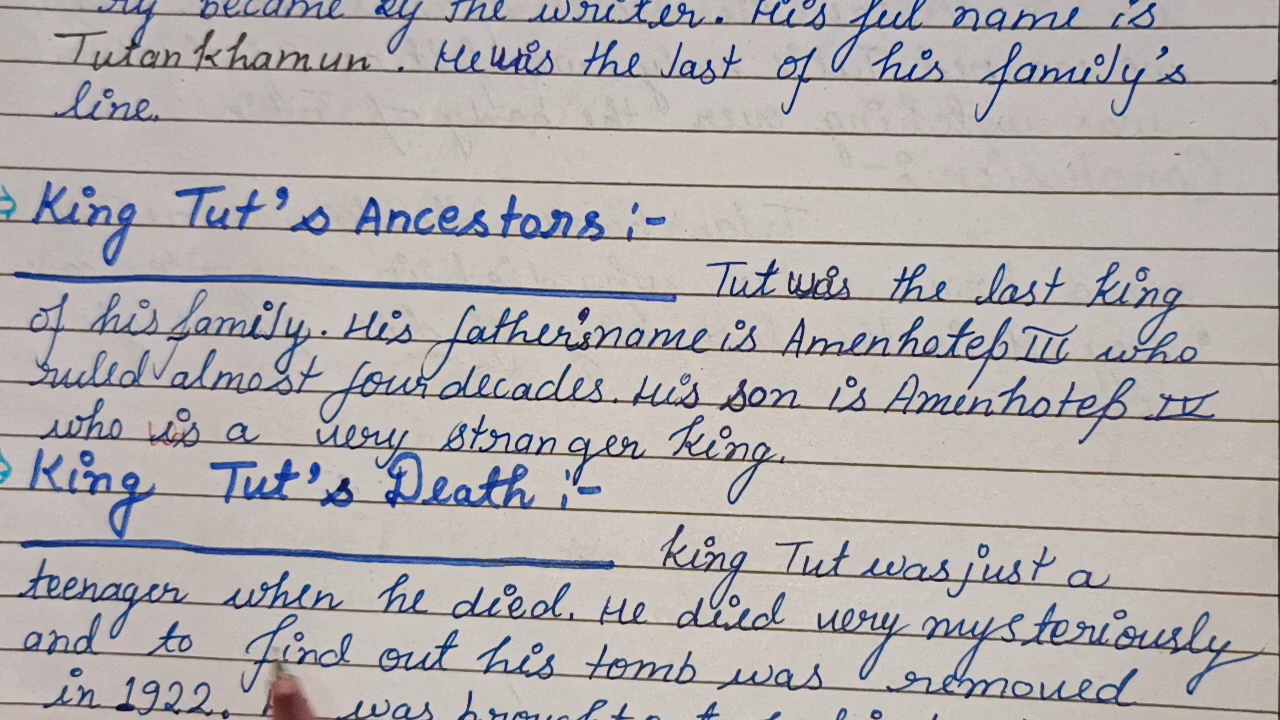 became by the writer. His ful name is
Tutankhamun. He was the last of his family's
line.
King Tut's Ancestors :-
Tut was the last king
of his family. His father's name is Amenhotep III who
ruled almost four decades. His son is Amenhotep IV
who is a very stranger king.
King Tut's Death :-
King Tut was just a
teenager when he died. He died very mysteriously
and to find out his tomb was removed
in 1922. was brought